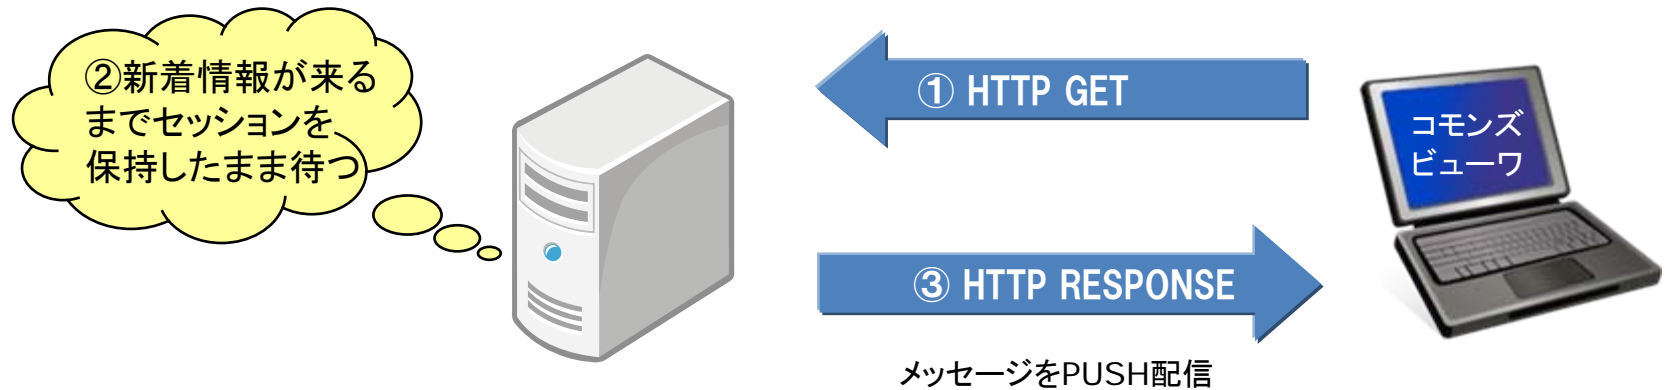 ②新着情報が来る
までセッションを
保持したまま待つ
① HTTP GET
コモンズ
ビューワ
③ HTTP RESPONSE
メッセージをPUSH配信